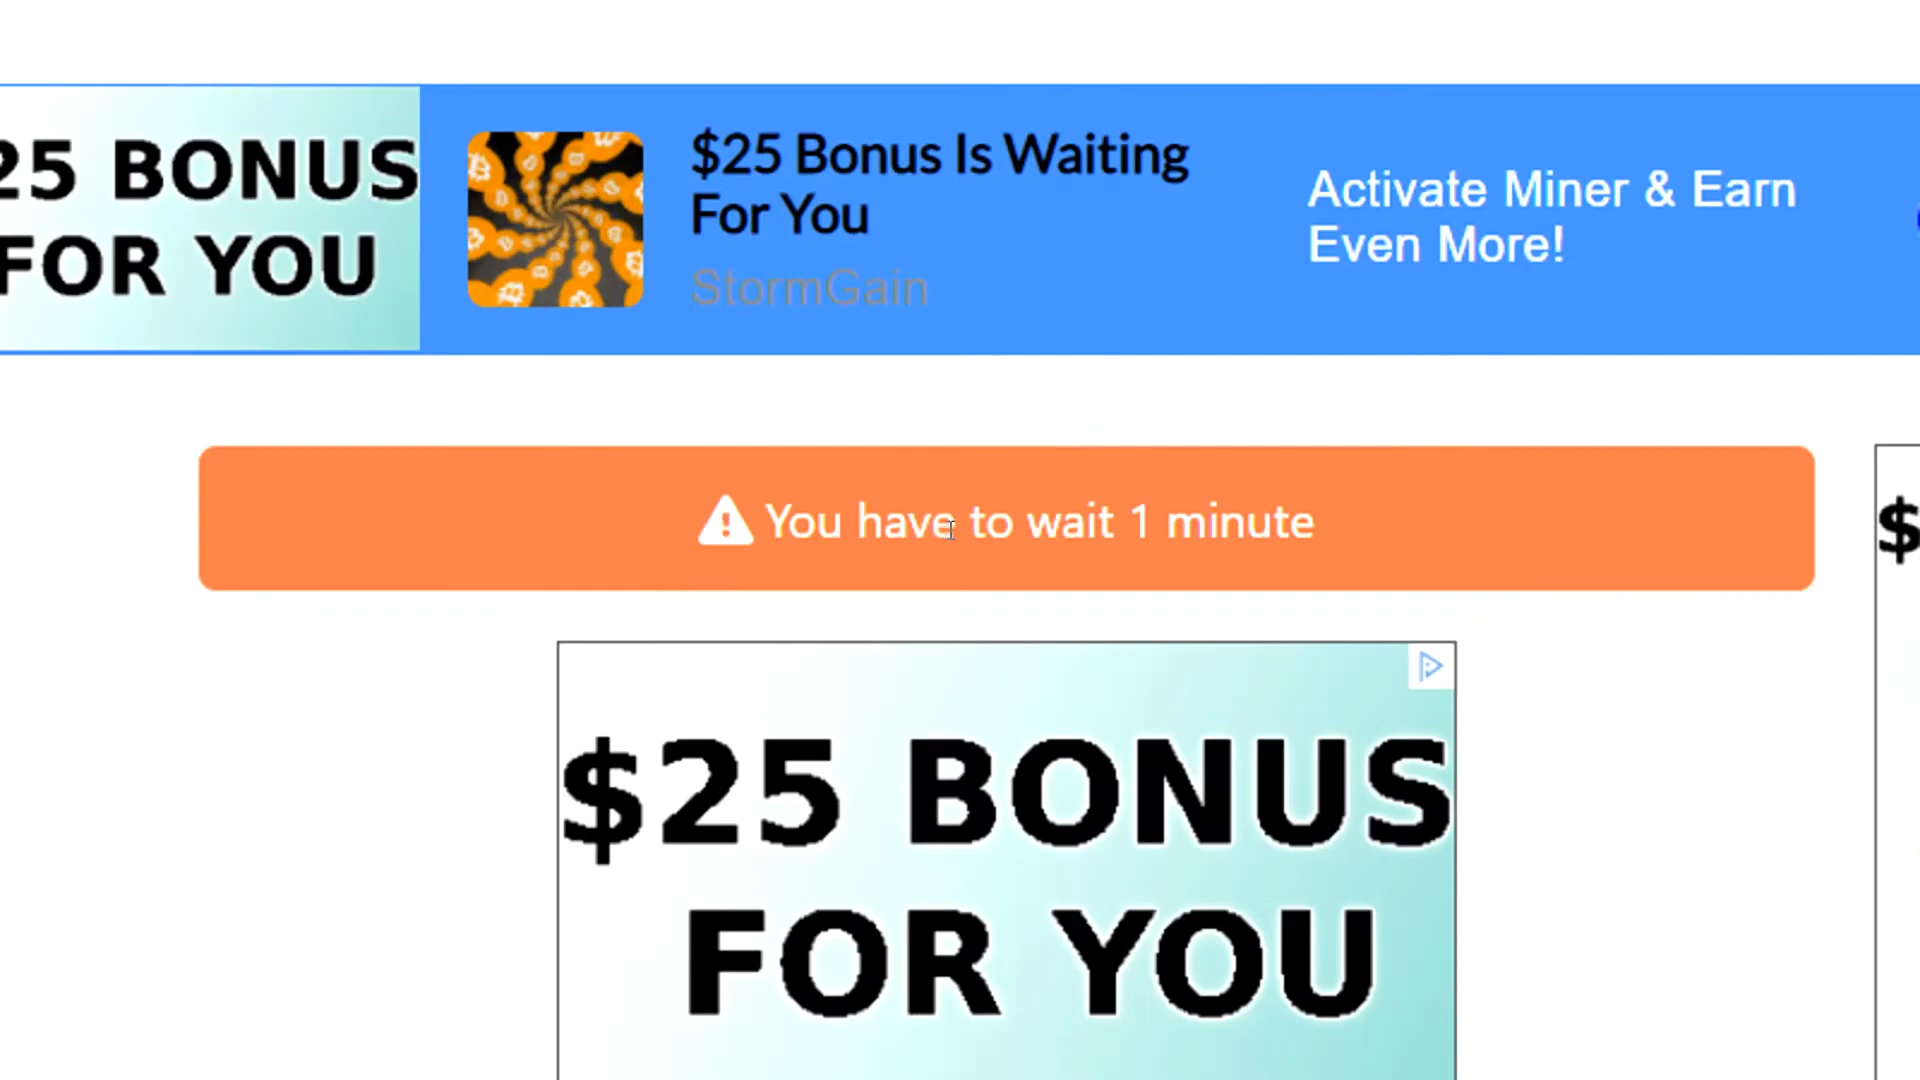 25 BONUS
FOR YOU
$25 Bonus Is Waiting
For You
StormGain
Activate Miner & Earn
Even More!
You have to wait 1 minute
$
$25 BONUS
FOR YOU